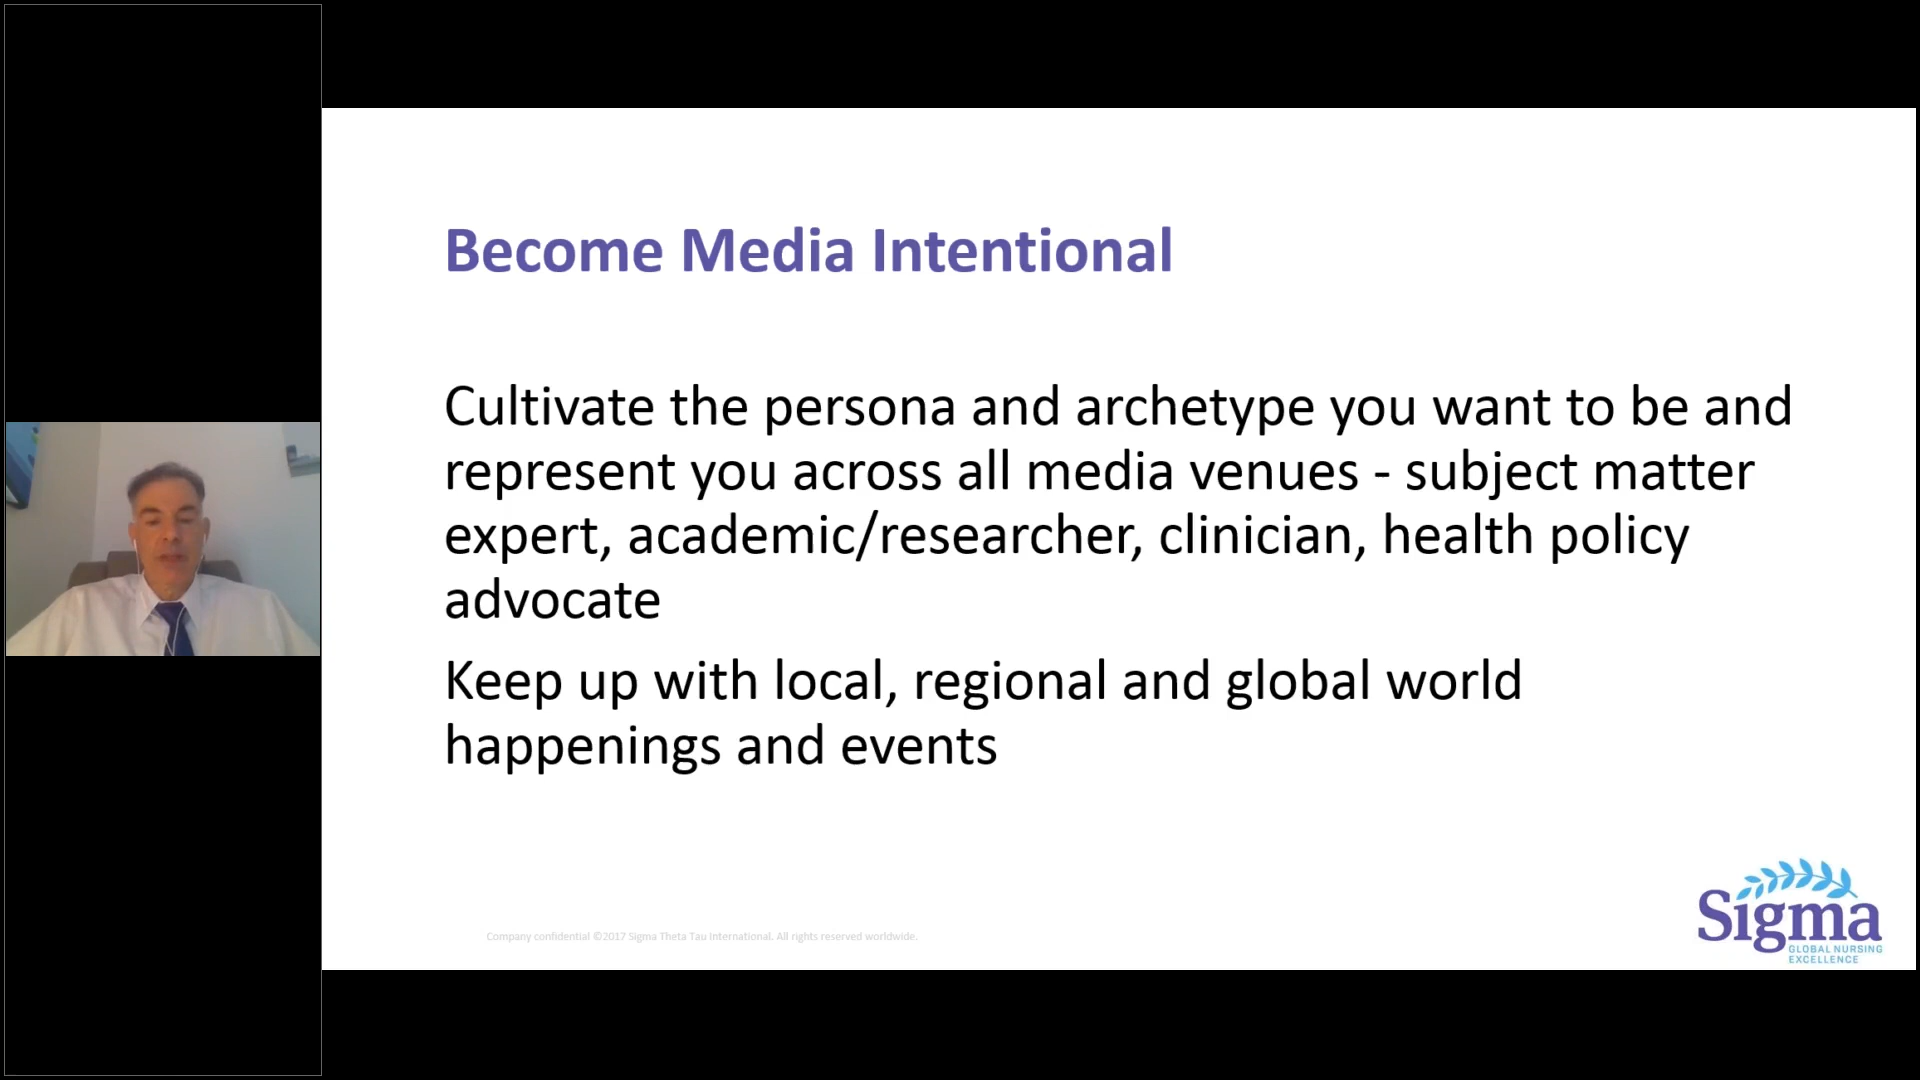 Become Media Intentional
Cultivate the persona and archetype you want to be and
represent you across all media venues - subject matter
expert, academic/researcher, clinician, health policy
advocate
Keep up with local, regional and global world
happenings and events
Company confidential ©2017 Sigma Theta Tau International. All rights reserved worldwide.
Sigma
GLOBAL NURSING
EXCELLENCE